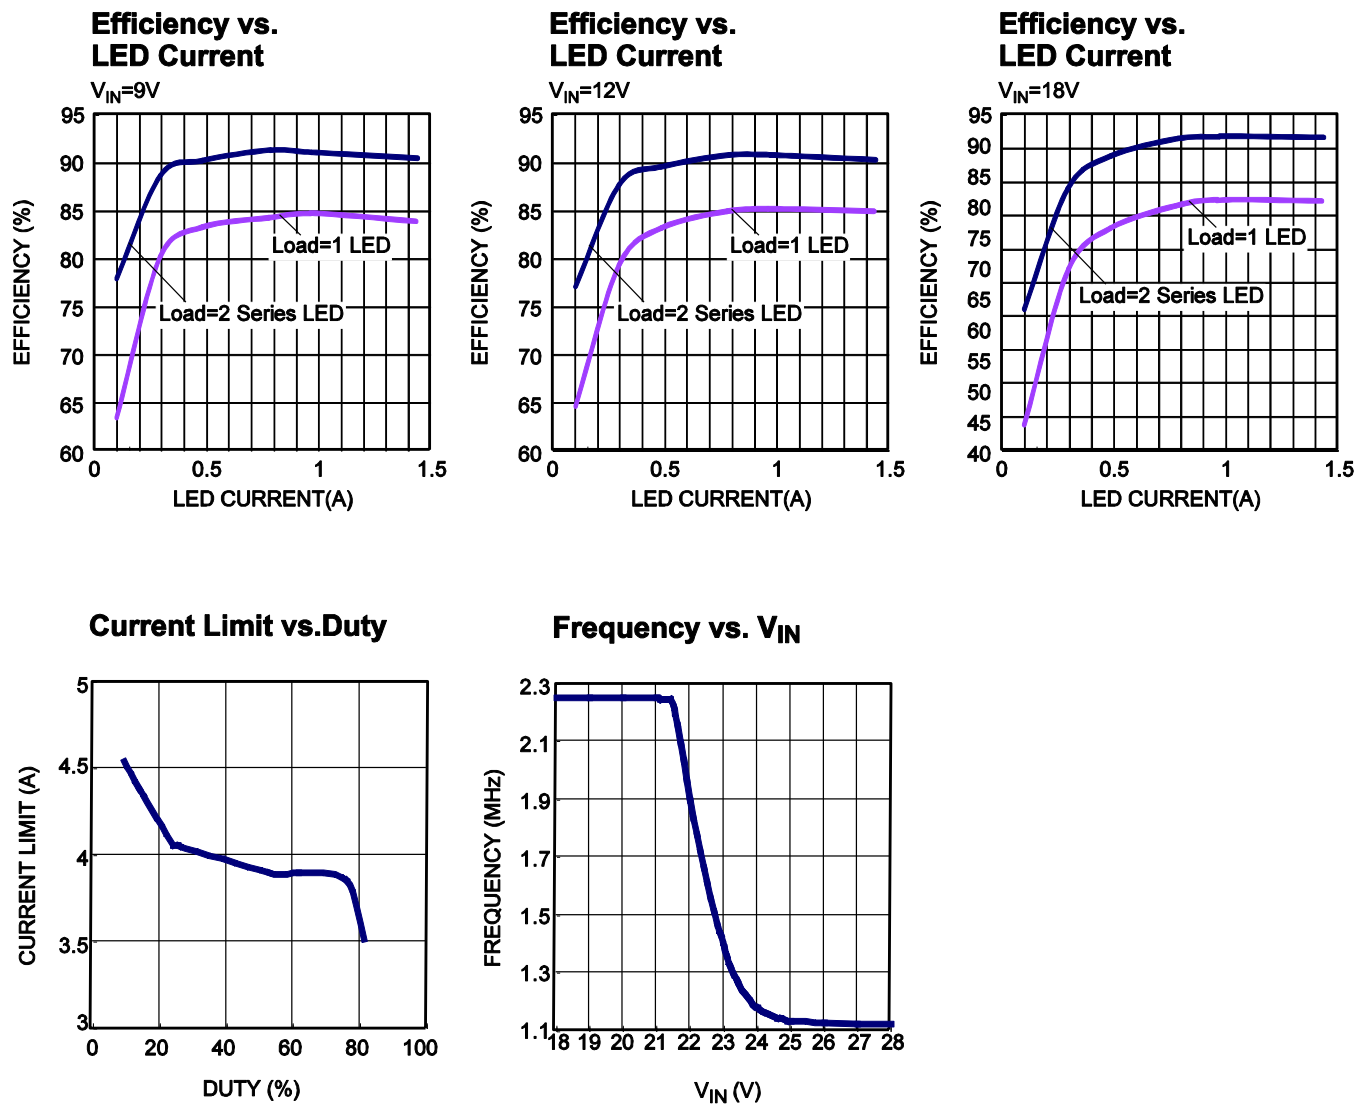 Efficiency vs.
LED Current
VIN=9V
95
90
85
80
75
70
65
60
0
0.5
1
1.5
EFFICIENCY (%)
LED CURRENT(A)
Load=1 LED
Load=2 Series LED
Efficiency vs.
LED Current
VIN=12V
95
90
85
80
75
70
65
60
0
0.5
1
1.5
EFFICIENCY (%)
LED CURRENT(A)
Load=1 LED
Load=2 Series LED
Efficiency vs.
LED Current
VIN=18V
95
90
85
80
75
70
65
60
55
50
45
40
0
0.5
1
1.5
EFFICIENCY (%)
LED CURRENT(A)
Load=1 LED
Load=2 Series LED
Current Limit vs.Duty
5
4.5
4
3.5
3
0
20
40
60
80
100
CURRENT LIMIT (A)
DUTY (%)
Frequency vs. VIN
2.3
2.1
1.9
1.7
1.5
1.3
1.1
18 19 20 21 22 23 24 25 26 27 28
FREQUENCY (MHz)
VIN (V)